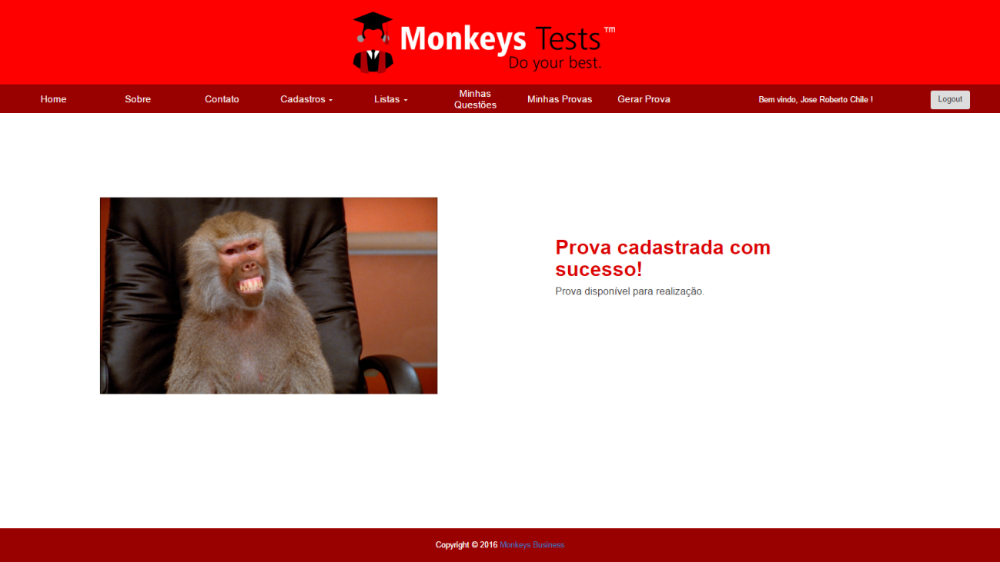 Monkeys Tests™
Do your best.
Home Sobre Contato Cadastros Listas Minhas Questões Minhas Provas Gerar Prova Bem vindo, Jose Roberto Chile ! Logout
Prova cadastrada com
sucesso!
Prova disponível para realização.
Copyright © 2016 Monkeys Business